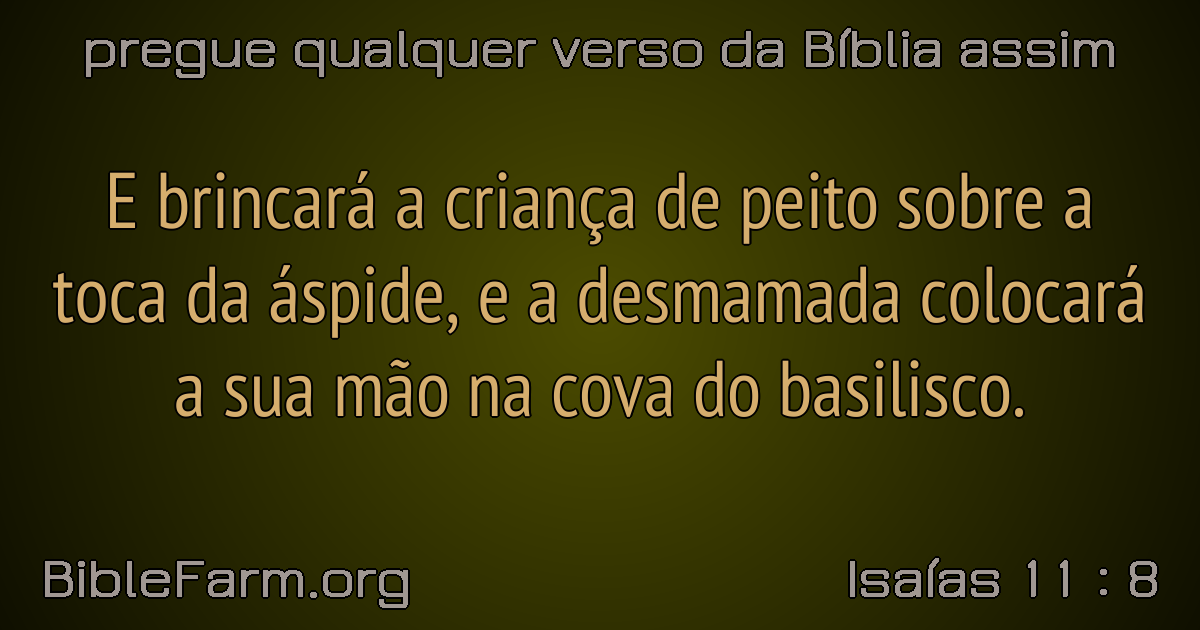 pregue qualquer verso da Bíblia assim
E brincará a criança de peito sobre a
toca da áspide, e a desmamada colocará
a sua mão na cova do basilisco.
BibleFarm.org
Isaías 11 : 8